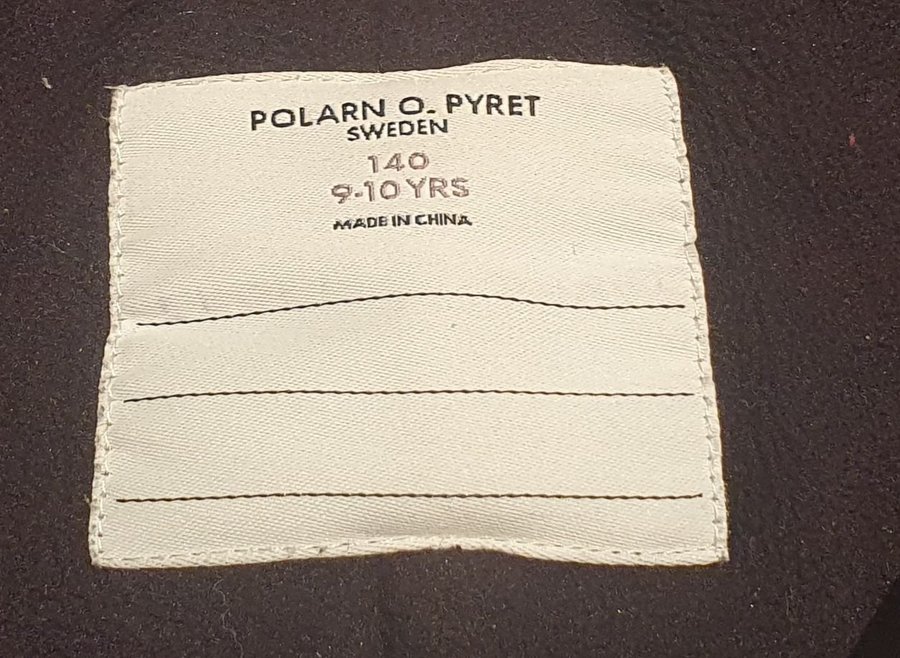 POLARN O. PYRET
SWEDEN
140
9-10 YRS
MADE IN CHINA